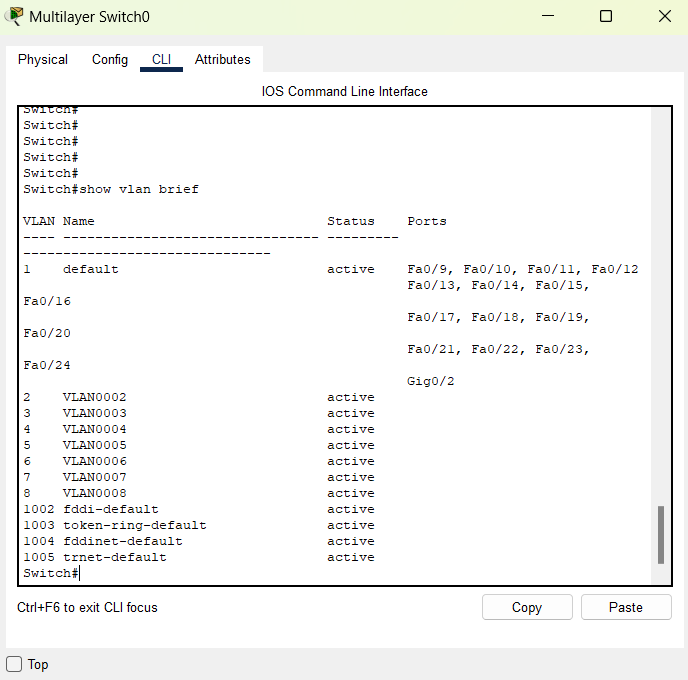 Multilayer Switch0
Physical Config CLI Attributes
IOS Command Line Interface
Switch#
Switch#
Switch#
Switch#
Switch#
Switch#show vlan brief
VLAN Name                             Status    Ports
---- -------------------------------- ---------
-------------------------------
1    default                          active    Fa0/9, Fa0/10, Fa0/11, Fa0/12
                                                Fa0/13, Fa0/14, Fa0/15,
Fa0/16
                                                Fa0/17, Fa0/18, Fa0/19,
Fa0/20
                                                Fa0/21, Fa0/22, Fa0/23,
Fa0/24
                                                Gig0/2
2    VLAN0002                         active
3    VLAN0003                         active
4    VLAN0004                         active
5    VLAN0005                         active
6    VLAN0006                         active
7    VLAN0007                         active
8    VLAN0008                         active
1002 fddi-default                     active
1003 token-ring-default               active
1004 fddinet-default                  active
1005 trnet-default                    active
Switch#
Ctrl+F6 to exit CLI focus
Copy Paste
Top